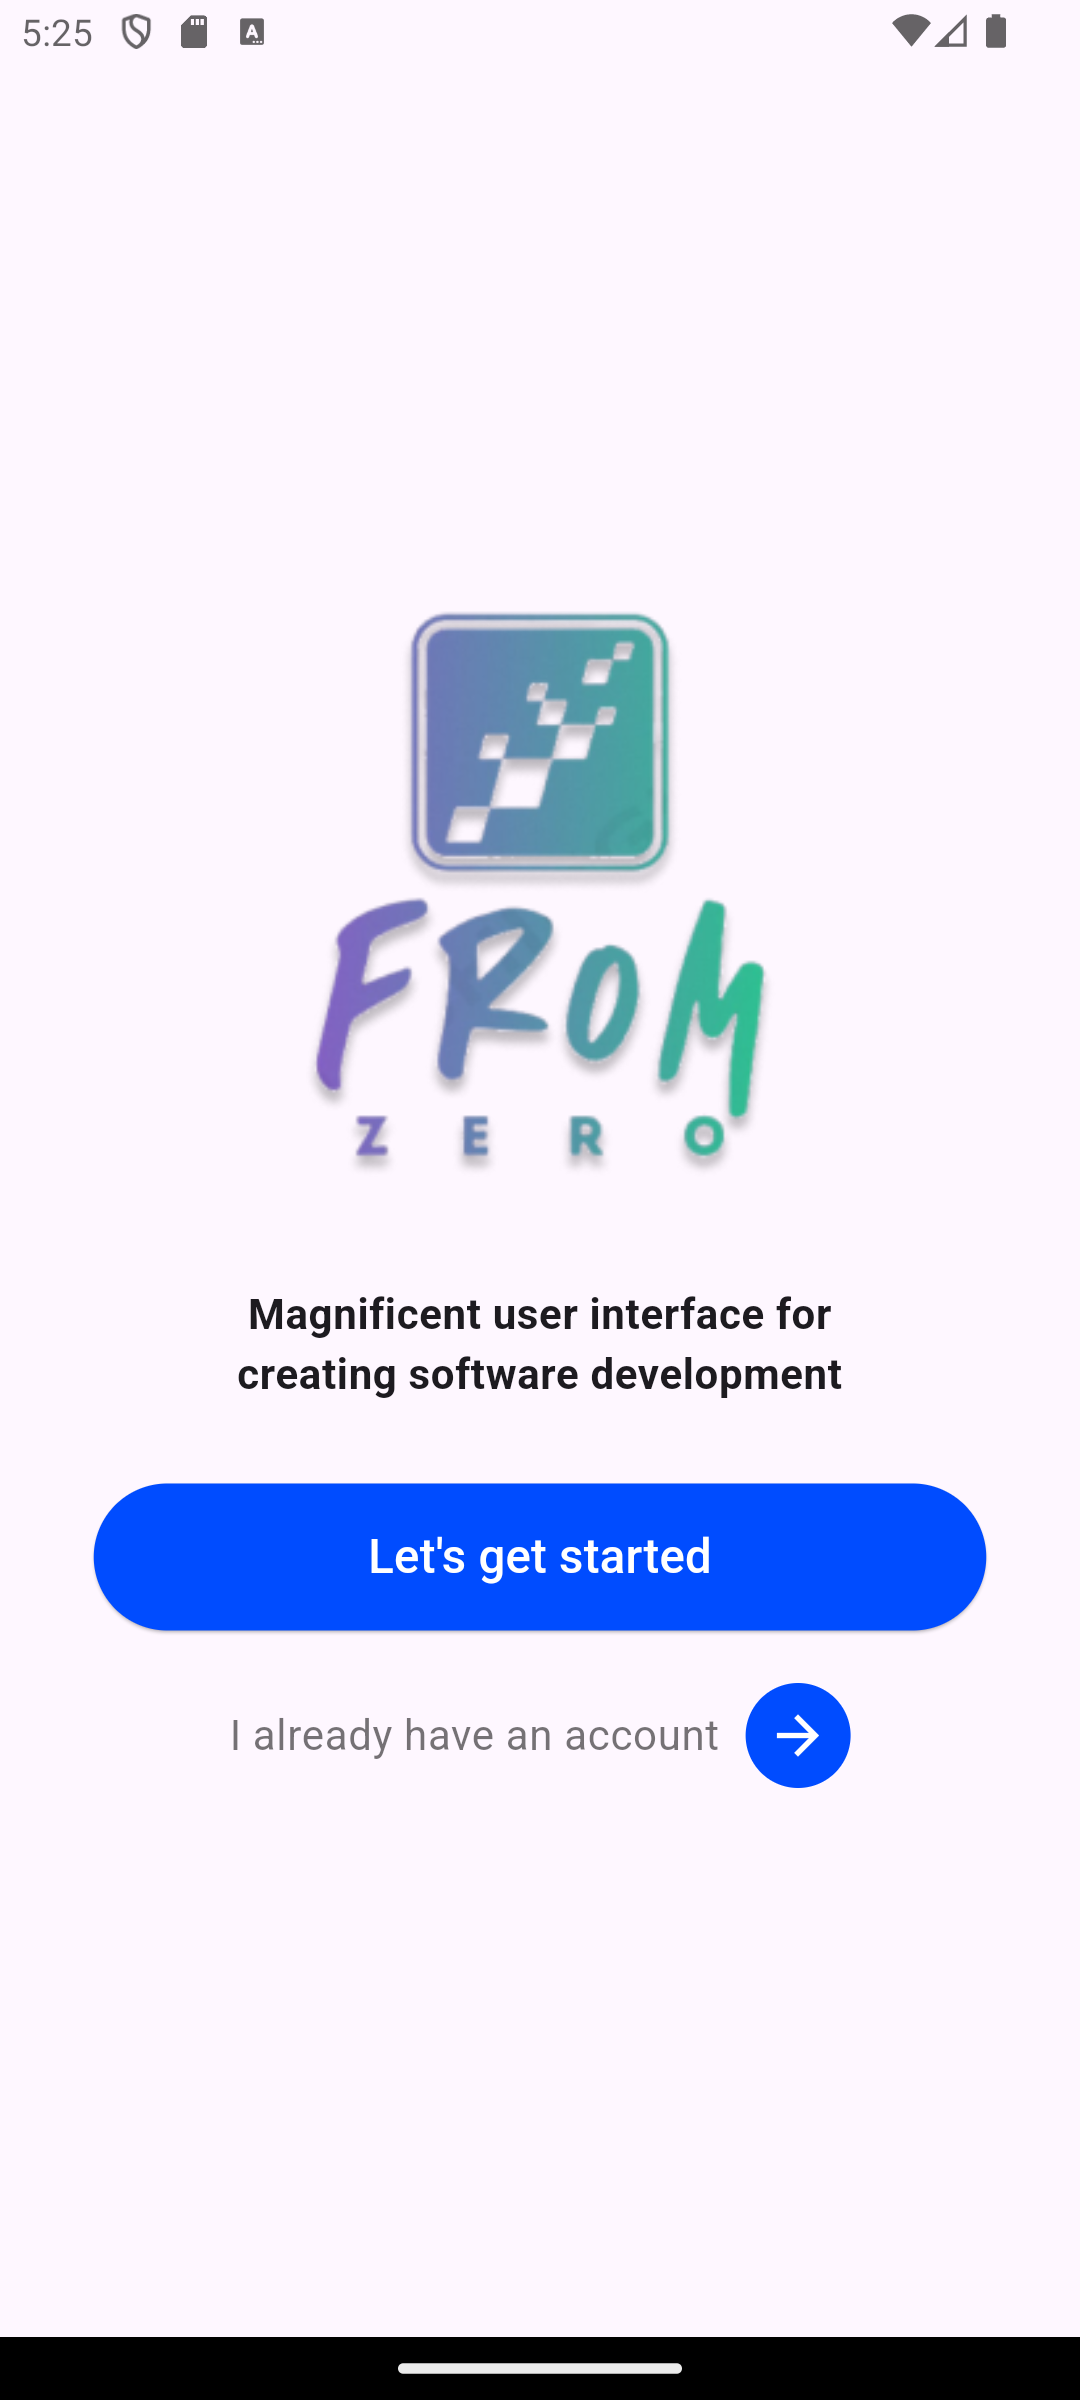 5:25
FROM
ZERO
Magnificent user interface for
creating software development
Let's get started
I already have an account